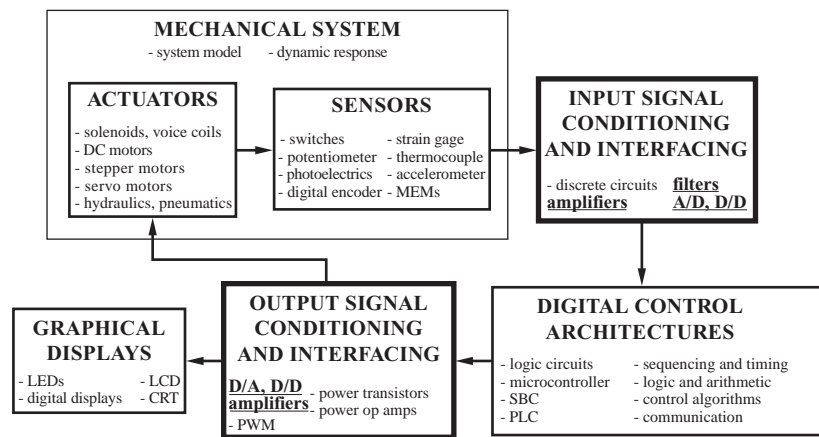 MECHANICAL SYSTEM
- system model - dynamic response
ACTUATORS
- solenoids, voice coils
- DC motors
- stepper motors
- servo motors
- hydraulics, pneumatics
SENSORS
- switches - strain gage
- potentiometer - thermocouple
- photoelectrics - accelerometer
- digital encoder - MEMs
INPUT SIGNAL
CONDITIONING
AND INTERFACING
- discrete circuits filters
amplifiers A/D, D/D
GRAPHICAL
DISPLAYS
- LEDs - LCD
- digital displays - CRT
OUTPUT SIGNAL
CONDITIONING
AND INTERFACING
D/A, D/D - power transistors
amplifiers - power op amps
- PWM
DIGITAL CONTROL
ARCHITECTURES
- logic circuits - sequencing and timing
- microcontroller - logic and arithmetic
- SBC - control algorithms
- PLC - communication